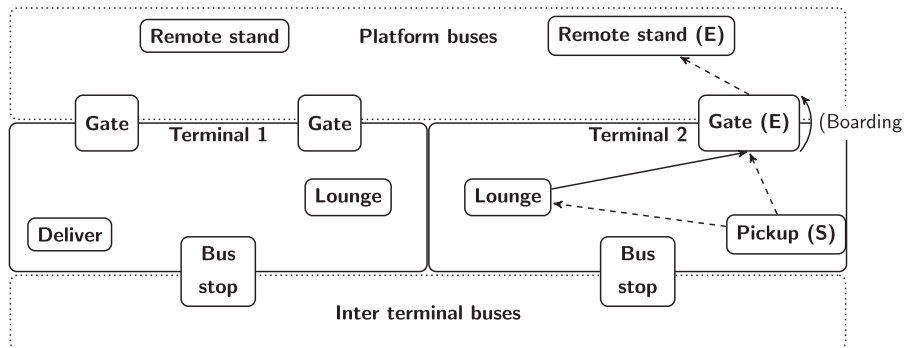 Remote stand
Platform buses
Remote stand (E)
Gate
Terminal 1
Gate
Terminal 2
Gate (E)
(Boarding
Lounge
Lounge
Deliver
Pickup (S)
Bus
stop
Bus
stop
Inter terminal buses